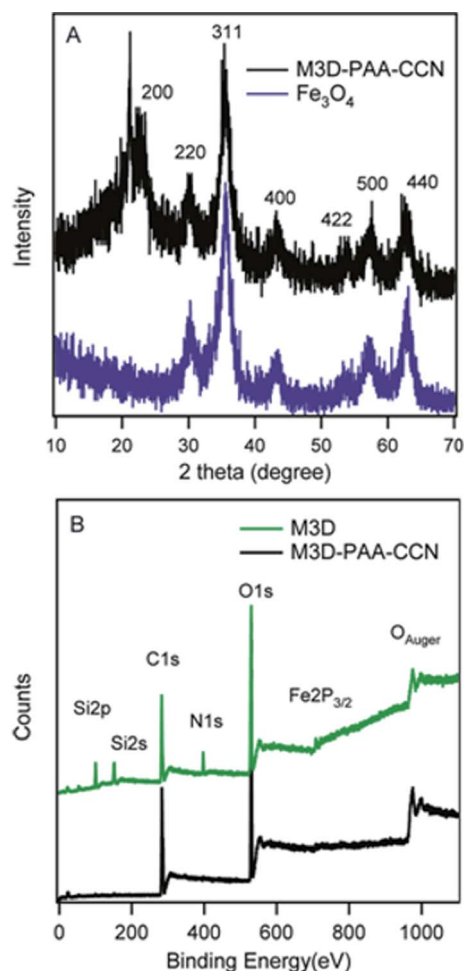 A
311
M3D-PAA-CCN
Fe₃O₄
200
220
400
422
500
440
Intensity
10 20 30 40 50 60 70
2 theta (degree)
B
M3D
M3D-PAA-CCN
O1s
C1s
O_Auger
Fe2P₃/₂
Si2p
N1s
Si2s
Counts
0 200 400 600 800 1000
Binding Energy(eV)